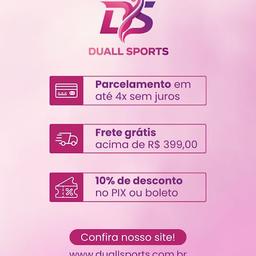 DS
DUALL SPORTS
Parcelamento em
até 4x sem juros
Frete grátis
acima de R$ 399,00
10% de desconto
no PIX ou boleto
Confira nosso site!
www.duallsports.com.br